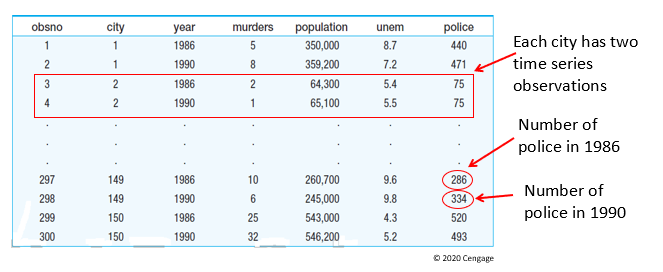 obsno city year murders population unem police
1 1 1986 5 350,000 8.7 440
2 1 1990 8 359,200 7.2 471
3 2 1986 2 64,300 5.4 75
4 2 1990 1 65,100 5.5 75
. . . . . . .
. . . . . . .
. . . . . . .
297 149 1986 10 260,700 9.6 286
298 149 1990 6 245,000 9.8 334
299 150 1986 25 543,000 4.3 520
300 150 1990 32 546,200 5.2 493
Each city has two
time series
observations
Number of
police in 1986
Number of
police in 1990
© 2020 Cengage